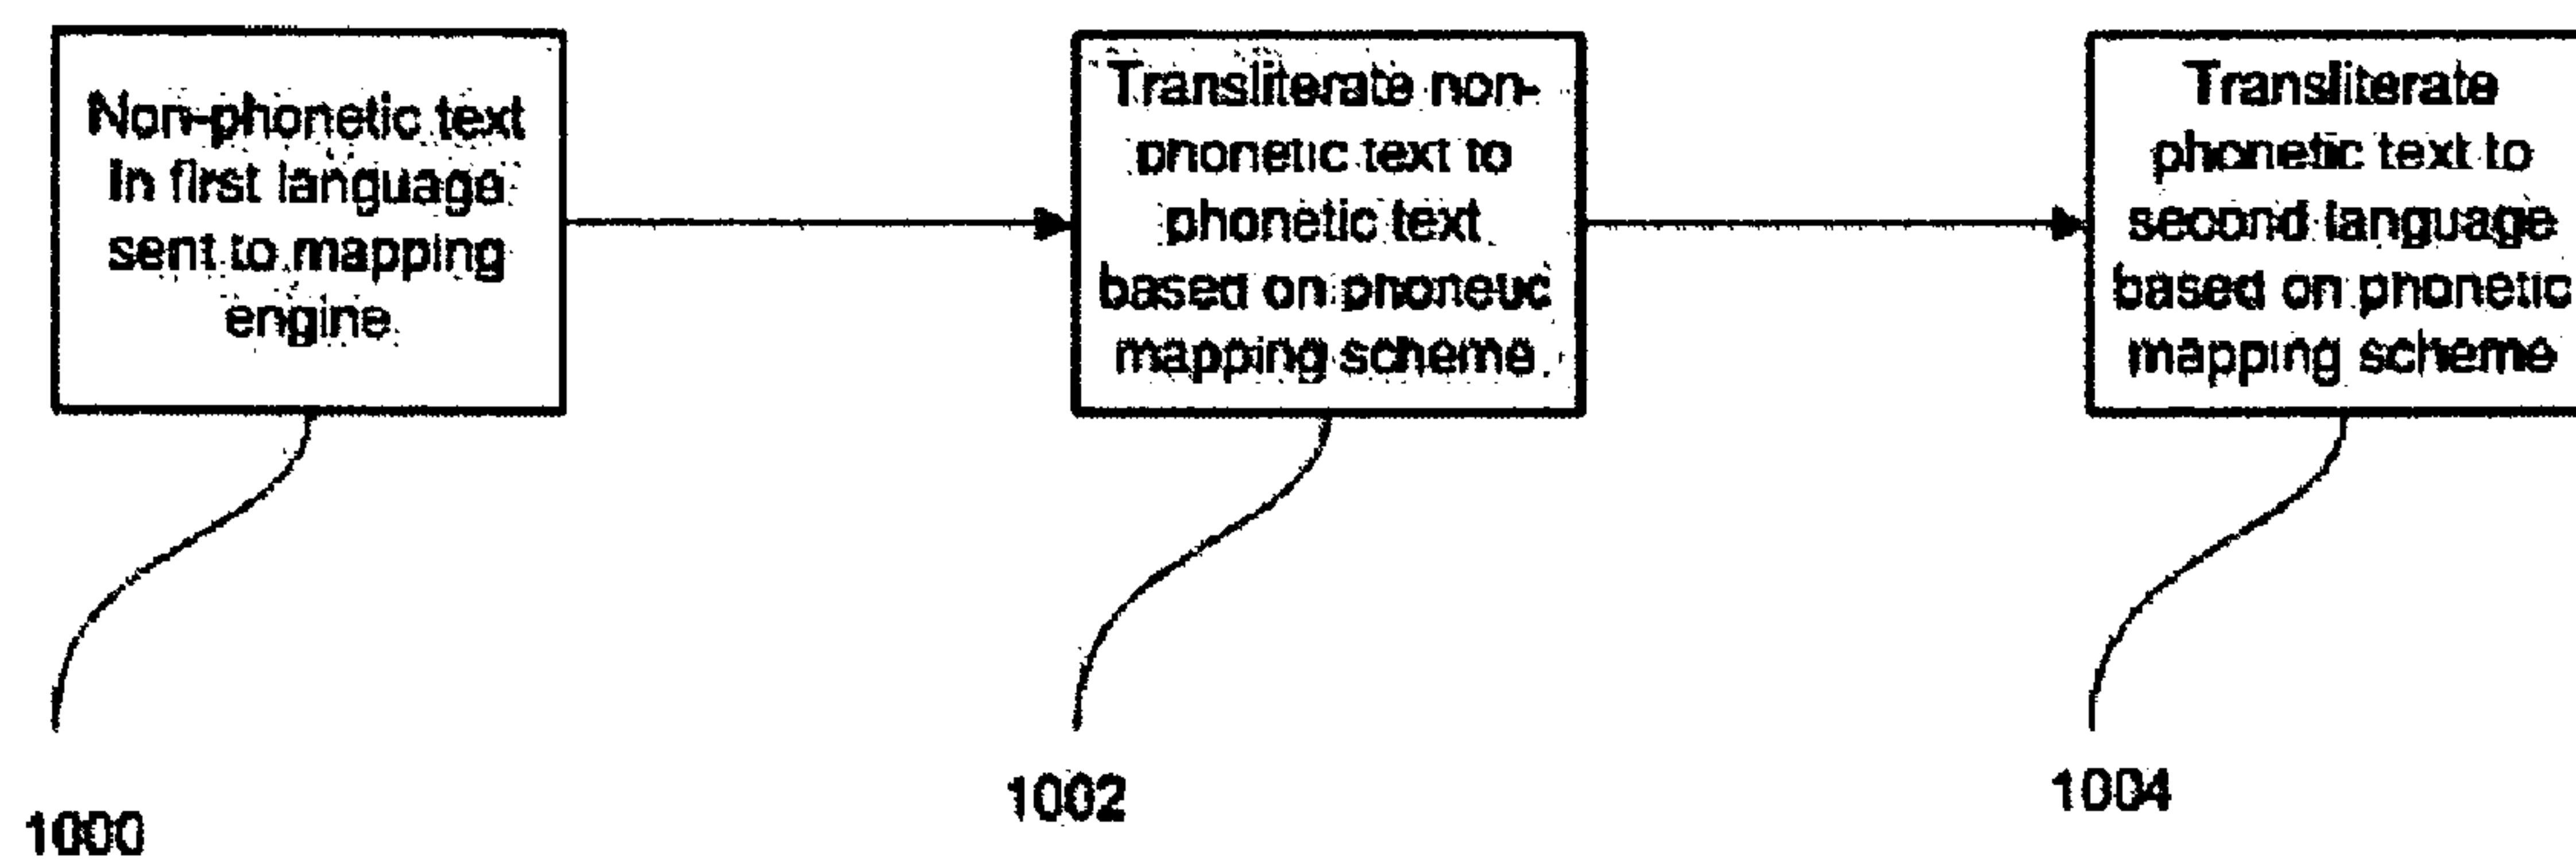 Non-phonetic text
in first language
sent to mapping
engine
Transliterate non-
phonetic text to
phonetic text
based on phonetic
mapping scheme
Transliterate
phonetic text to
second language
based on phonetic
mapping scheme
1000
1002
1004